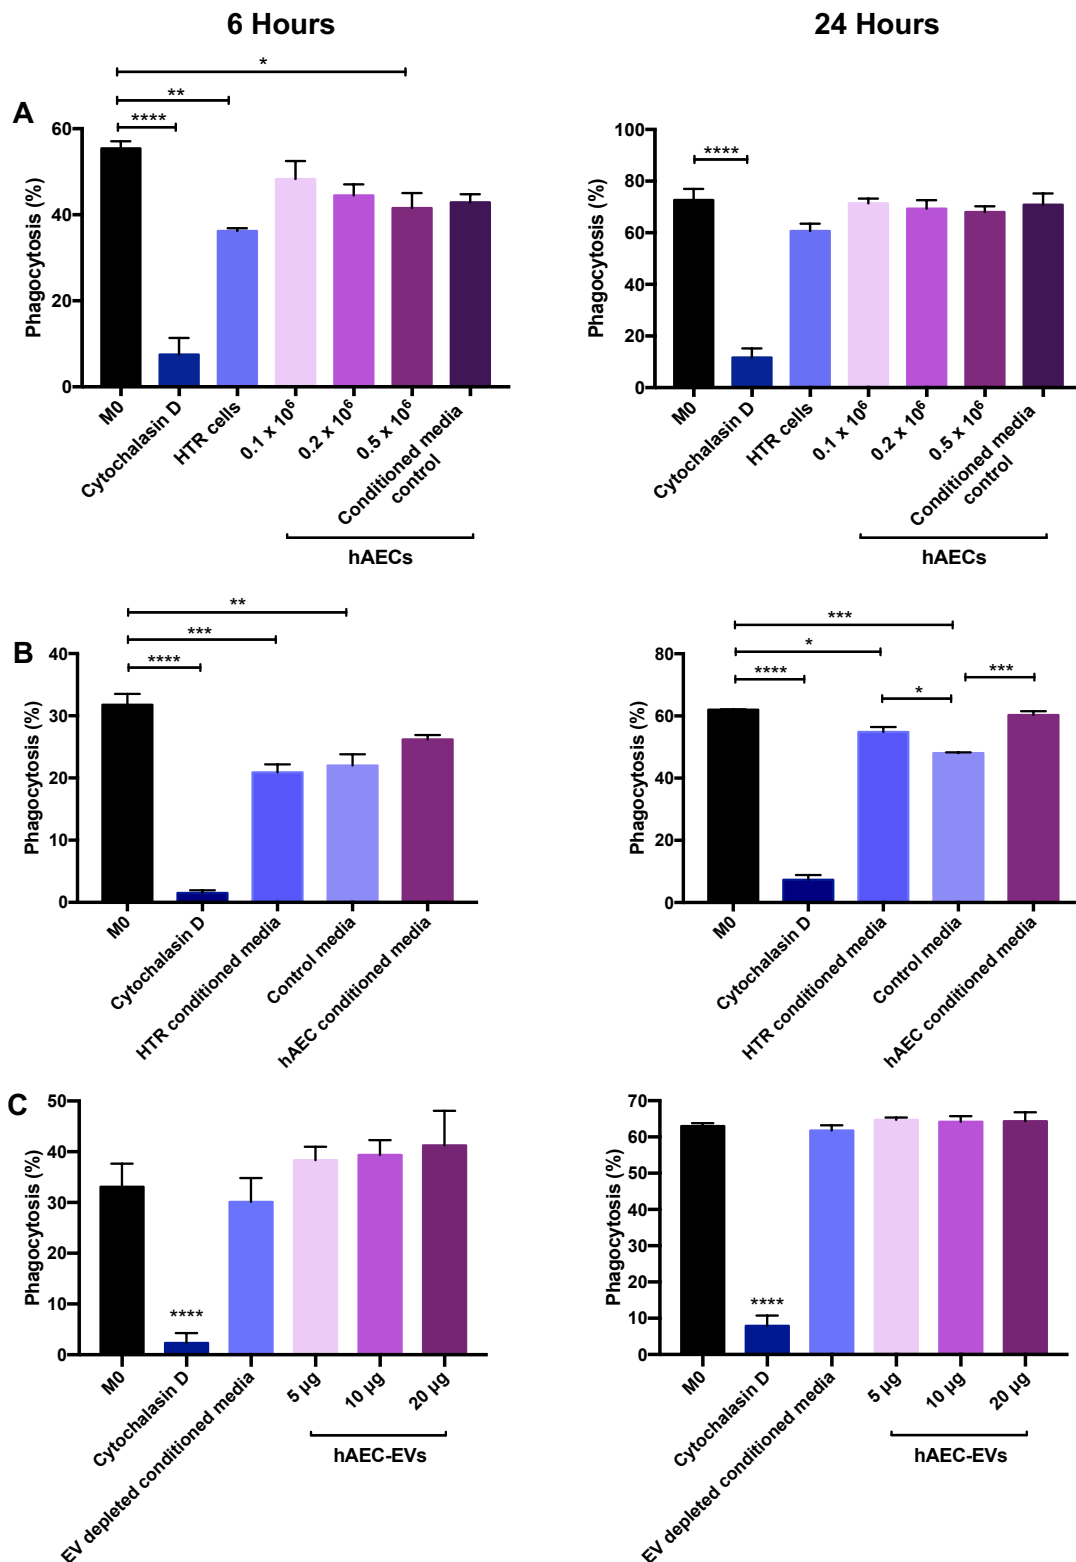 6 Hours
24 Hours
A
*
**
****
Phagocytosis (%)
60
40
20
0
M0
Cytochalasin D
HTR cells
0.1 x 10⁶
0.2 x 10⁶
0.5 x 10⁶
Conditioned media
control
hAECs
****
Phagocytosis (%)
100
80
60
40
20
0
M0
Cytochalasin D
HTR cells
0.1 x 10⁶
0.2 x 10⁶
0.5 x 10⁶
Conditioned media
control
hAECs
B
**
***
****
Phagocytosis (%)
40
30
20
10
0
M0
Cytochalasin D
HTR conditioned media
Control media
hAEC conditioned media
***
*
****
*
***
Phagocytosis (%)
80
60
40
20
0
M0
Cytochalasin D
HTR conditioned media
Control media
hAEC conditioned media
C
Phagocytosis (%)
50
40
30
20
10
0
****
M0
Cytochalasin D
EV depleted conditioned media
5 µg
10 µg
20 µg
hAEC-EVs
Phagocytosis (%)
70
60
50
40
30
20
10
0
****
M0
Cytochalasin D
EV depleted conditioned media
5 µg
10 µg
20 µg
hAEC-EVs